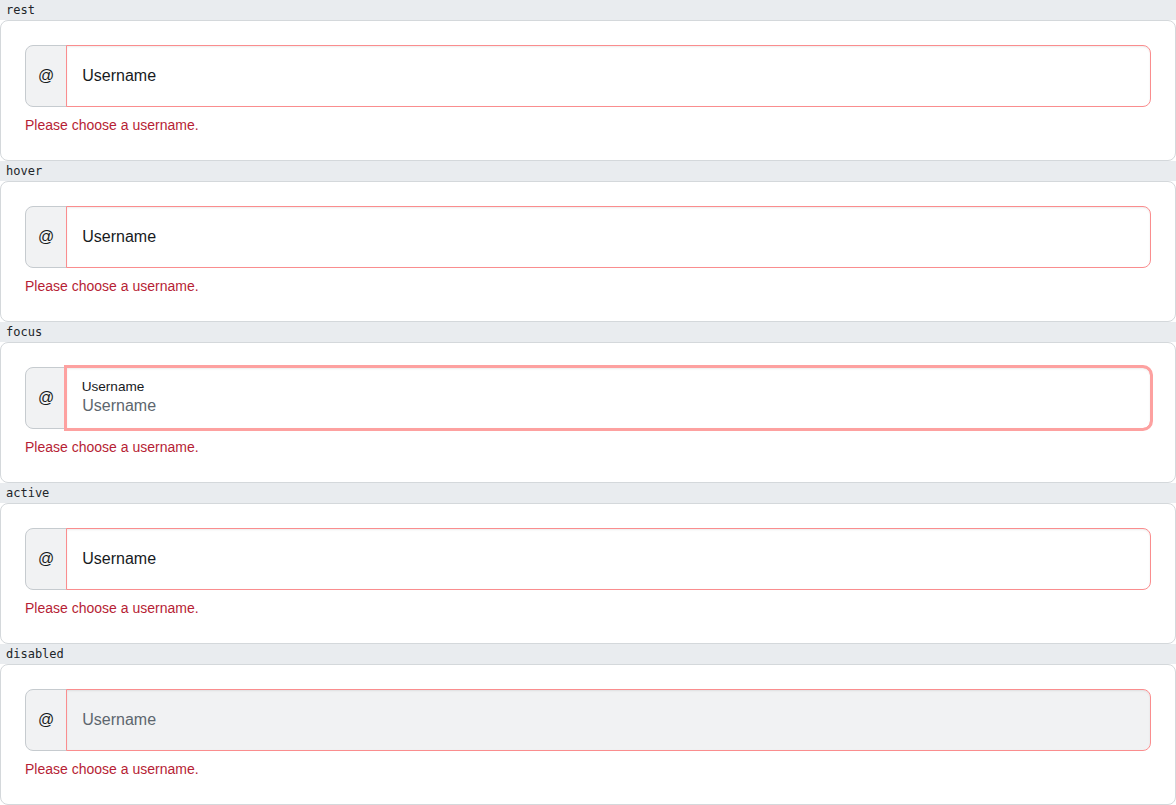 rest
@ Username
Please choose a username.
hover
@ Username
Please choose a username.
focus
Username
@ Username
Please choose a username.
active
@ Username
Please choose a username.
disabled
@ Username
Please choose a username.